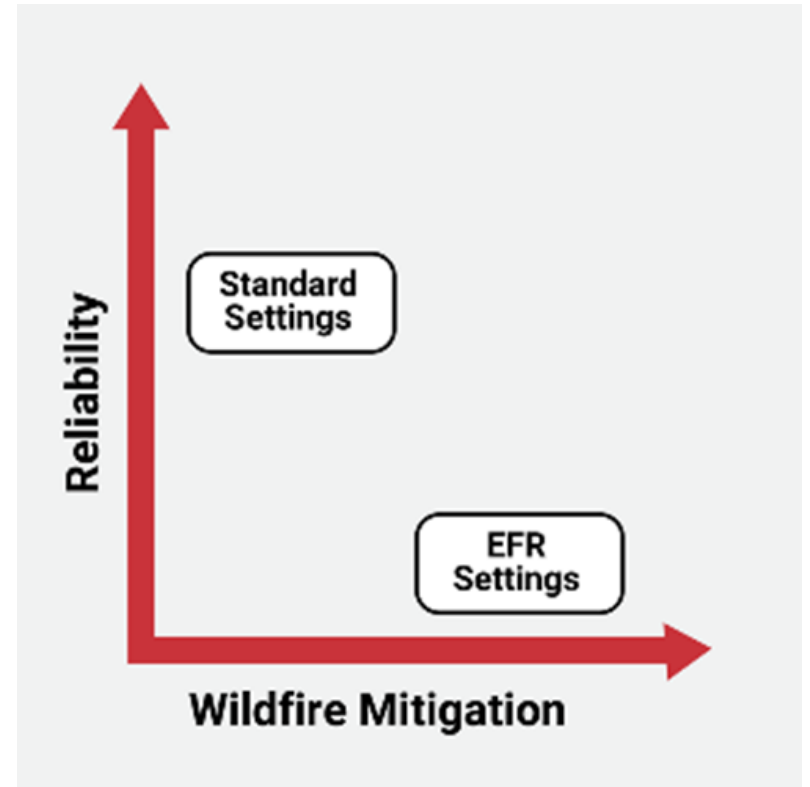 Standard
Settings
Reliability
EFR
Settings
Wildfire Mitigation